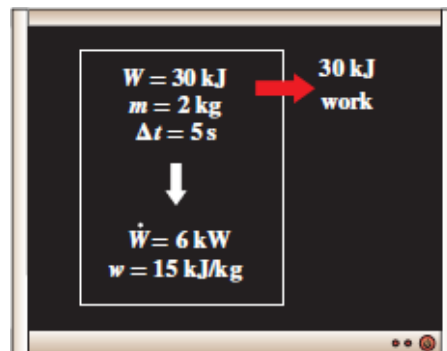 W = 30 kJ
m = 2 kg
Δt = 5 s
30 kJ
work
Ẇ = 6 kW
w = 15 kJ/kg